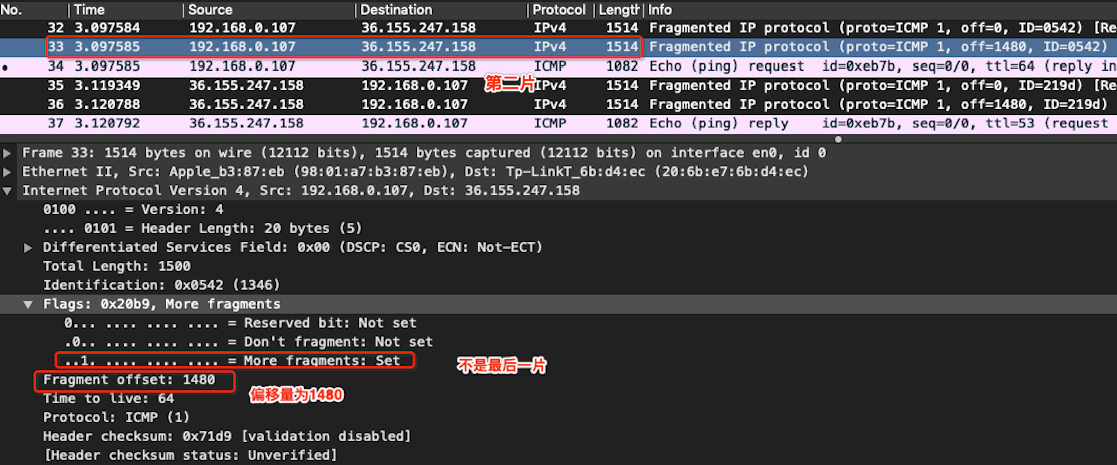 No. Time Source Destination Protocol Length Info
32 3.097584 192.168.0.107 36.155.247.158 IPv4 1514 Fragmented IP protocol (proto=ICMP 1, off=0, ID=0542) [Re
33 3.097585 192.168.0.107 36.155.247.158 IPv4 1514 Fragmented IP protocol (proto=ICMP 1, off=1480, ID=0542)
34 3.097585 192.168.0.107 36.155.247.158 ICMP 1082 Echo (ping) request id=0xeb7b, seq=0/0, ttl=64 (reply in
第二片
35 3.119349 36.155.247.158 192.168.0.107 IPv4 1514 Fragmented IP protocol (proto=ICMP 1, off=0, ID=219d) [Re
36 3.120788 36.155.247.158 192.168.0.107 IPv4 1514 Fragmented IP protocol (proto=ICMP 1, off=1480, ID=219d)
37 3.120792 36.155.247.158 192.168.0.107 ICMP 1082 Echo (ping) reply id=0xeb7b, seq=0/0, ttl=53 (request
Frame 33: 1514 bytes on wire (12112 bits), 1514 bytes captured (12112 bits) on interface en0, id 0
Ethernet II, Src: Apple_b3:87:eb (98:01:a7:b3:87:eb), Dst: Tp-LinkT_6b:d4:ec (20:6b:e7:6b:d4:ec)
Internet Protocol Version 4, Src: 192.168.0.107, Dst: 36.155.247.158
0100 .... = Version: 4
.... 0101 = Header Length: 20 bytes (5)
Differentiated Services Field: 0x00 (DSCP: CS0, ECN: Not-ECT)
Total Length: 1500
Identification: 0x0542 (1346)
Flags: 0x20b9, More fragments
0... .... .... .... = Reserved bit: Not set
.0.. .... .... .... = Don't fragment: Not set
..1. .... .... .... = More fragments: Set
不是最后一片
Fragment offset: 1480
偏移量为1480
Time to live: 64
Protocol: ICMP (1)
Header checksum: 0x71d9 [validation disabled]
[Header checksum status: Unverified]